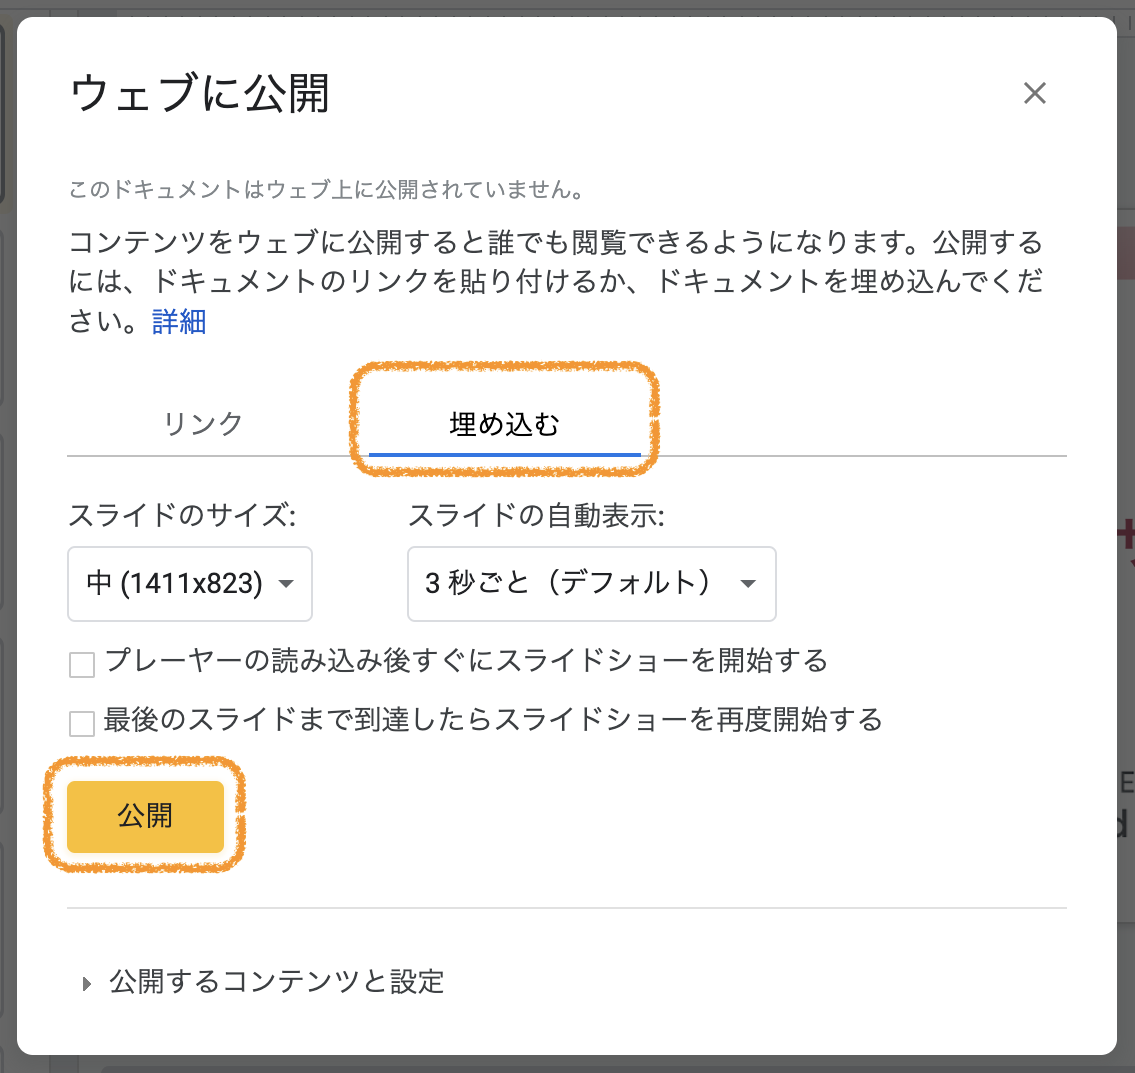 ウェブに公開
このドキュメントはウェブ上に公開されていません。
コンテンツをウェブに公開すると誰でも閲覧できるようになります。公開する
には、ドキュメントのリンクを貼り付けるか、ドキュメントを埋め込んでくだ
さい。詳細
リンク 埋め込む
スライドのサイズ: スライドの自動表示:
中 (1411x823) 3 秒ごと（デフォルト）
プレーヤーの読み込み後すぐにスライドショーを開始する
最後のスライドまで到達したらスライドショーを再度開始する
公開
公開するコンテンツと設定